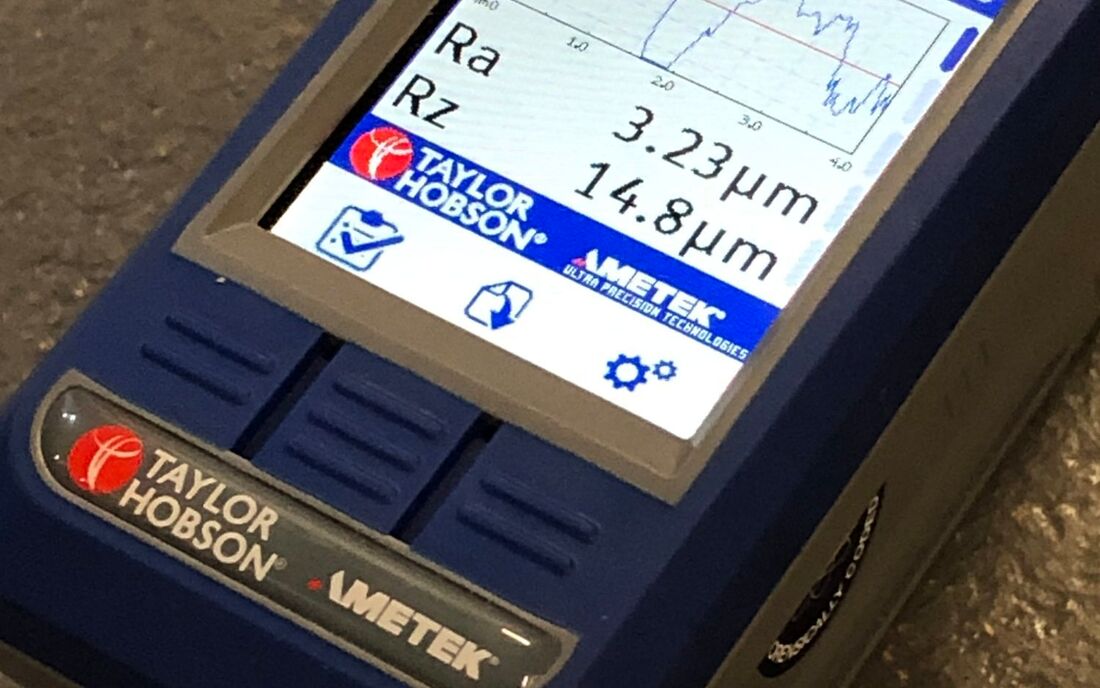 1.0
2.0
3.0
4.0
Ra 3.23µm
Rz 14.8µm
TAYLOR
HOBSON®
AMETEK®
ULTRA PRECISION TECHNOLOGIES
TAYLOR
HOBSON®
AMETEK®